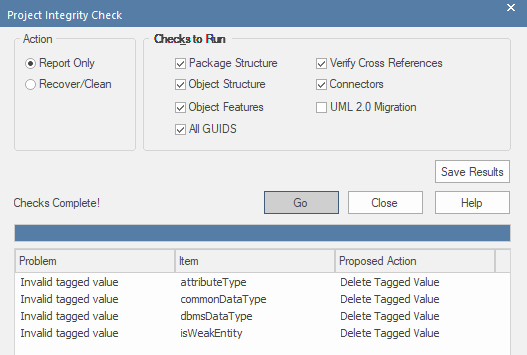 Project Integrity Check
Action
Report Only
Recover/Clean
Checks to Run
Package Structure
Object Structure
Object Features
All GUIDS
Verify Cross References
Connectors
UML 2.0 Migration
Save Results
Checks Complete!
Go
Close
Help
Problem Item Proposed Action
Invalid tagged value attributeType Delete Tagged Value
Invalid tagged value commonDataType Delete Tagged Value
Invalid tagged value dbmsDataType Delete Tagged Value
Invalid tagged value isWeakEntity Delete Tagged Value